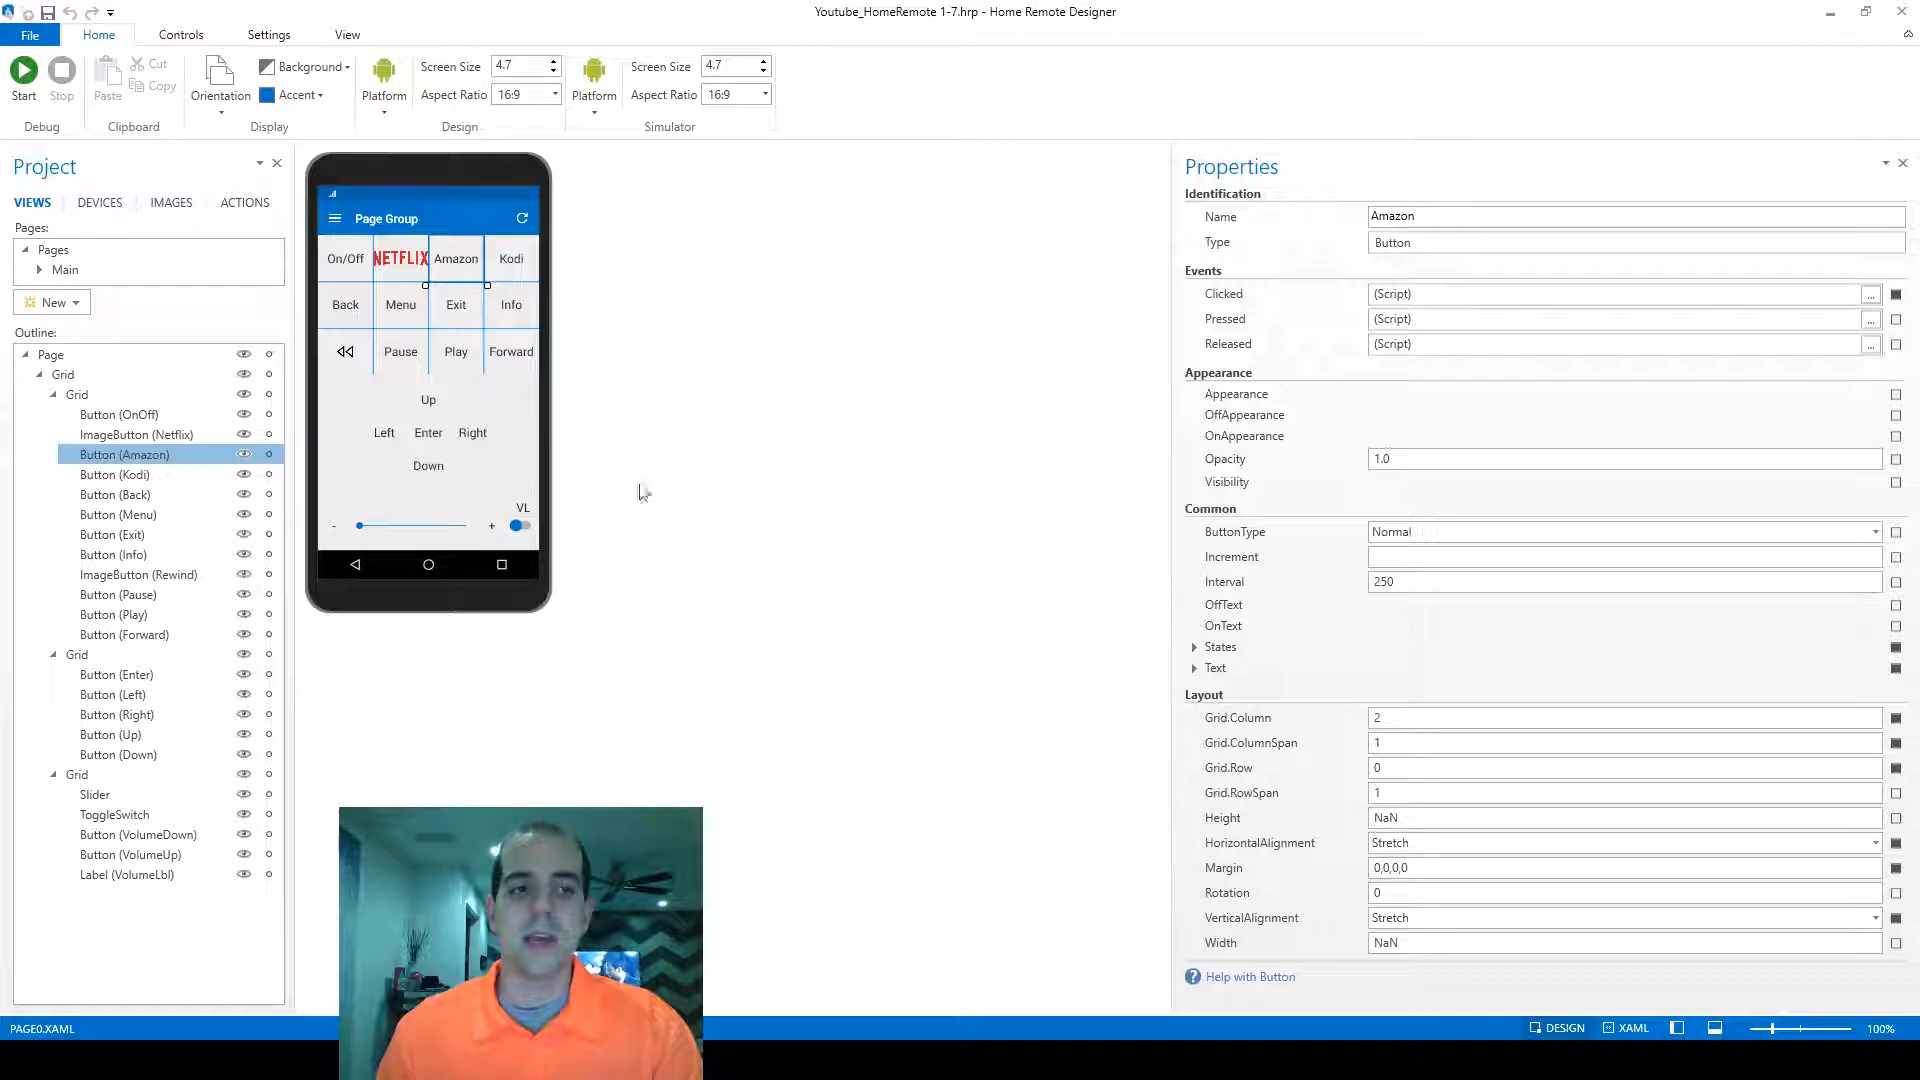 Youtube_HomeRemote 1-7.hrp - Home Remote Designer
File Home Controls Settings View
Start Stop Debug
Paste Cut Copy Clipboard
Orientation Background Accent Display
Platform Screen Size 4.7 Aspect Ratio 16:9 Design
Platform Screen Size 4.7 Aspect Ratio 16:9 Simulator
Project
VIEWS DEVICES IMAGES ACTIONS
Pages:
Pages
Main
New
Outline:
Page
Grid
Grid
Button (OnOff)
ImageButton (Netflix)
Button (Amazon)
Button (Kodi)
Button (Back)
Button (Menu)
Button (Exit)
Button (Info)
ImageButton (Rewind)
Button (Pause)
Button (Play)
Button (Forward)
Grid
Button (Enter)
Button (Left)
Button (Right)
Button (Up)
Button (Down)
Grid
Slider
ToggleSwitch
Button (VolumeDown)
Button (VolumeUp)
Label (VolumeLbl)
Page Group
On/Off NETFLIX Amazon Kodi
Back Menu Exit Info
Pause Play Forward
Up
Left Enter Right
Down
VL
- +
Properties
Identification
Name Amazon
Type Button
Events
Clicked (Script) ...
Pressed (Script) ...
Released (Script) ...
Appearance
Appearance
OffAppearance
OnAppearance
Opacity 1.0
Visibility
Common
ButtonType Normal
Increment
Interval 250
OffText
OnText
States
Text
Layout
Grid.Column 2
Grid.ColumnSpan 1
Grid.Row 0
Grid.RowSpan 1
Height NaN
HorizontalAlignment Stretch
Margin 0,0,0,0
Rotation 0
VerticalAlignment Stretch
Width NaN
? Help with Button
PAGE0.XAML DESIGN XAML 100%